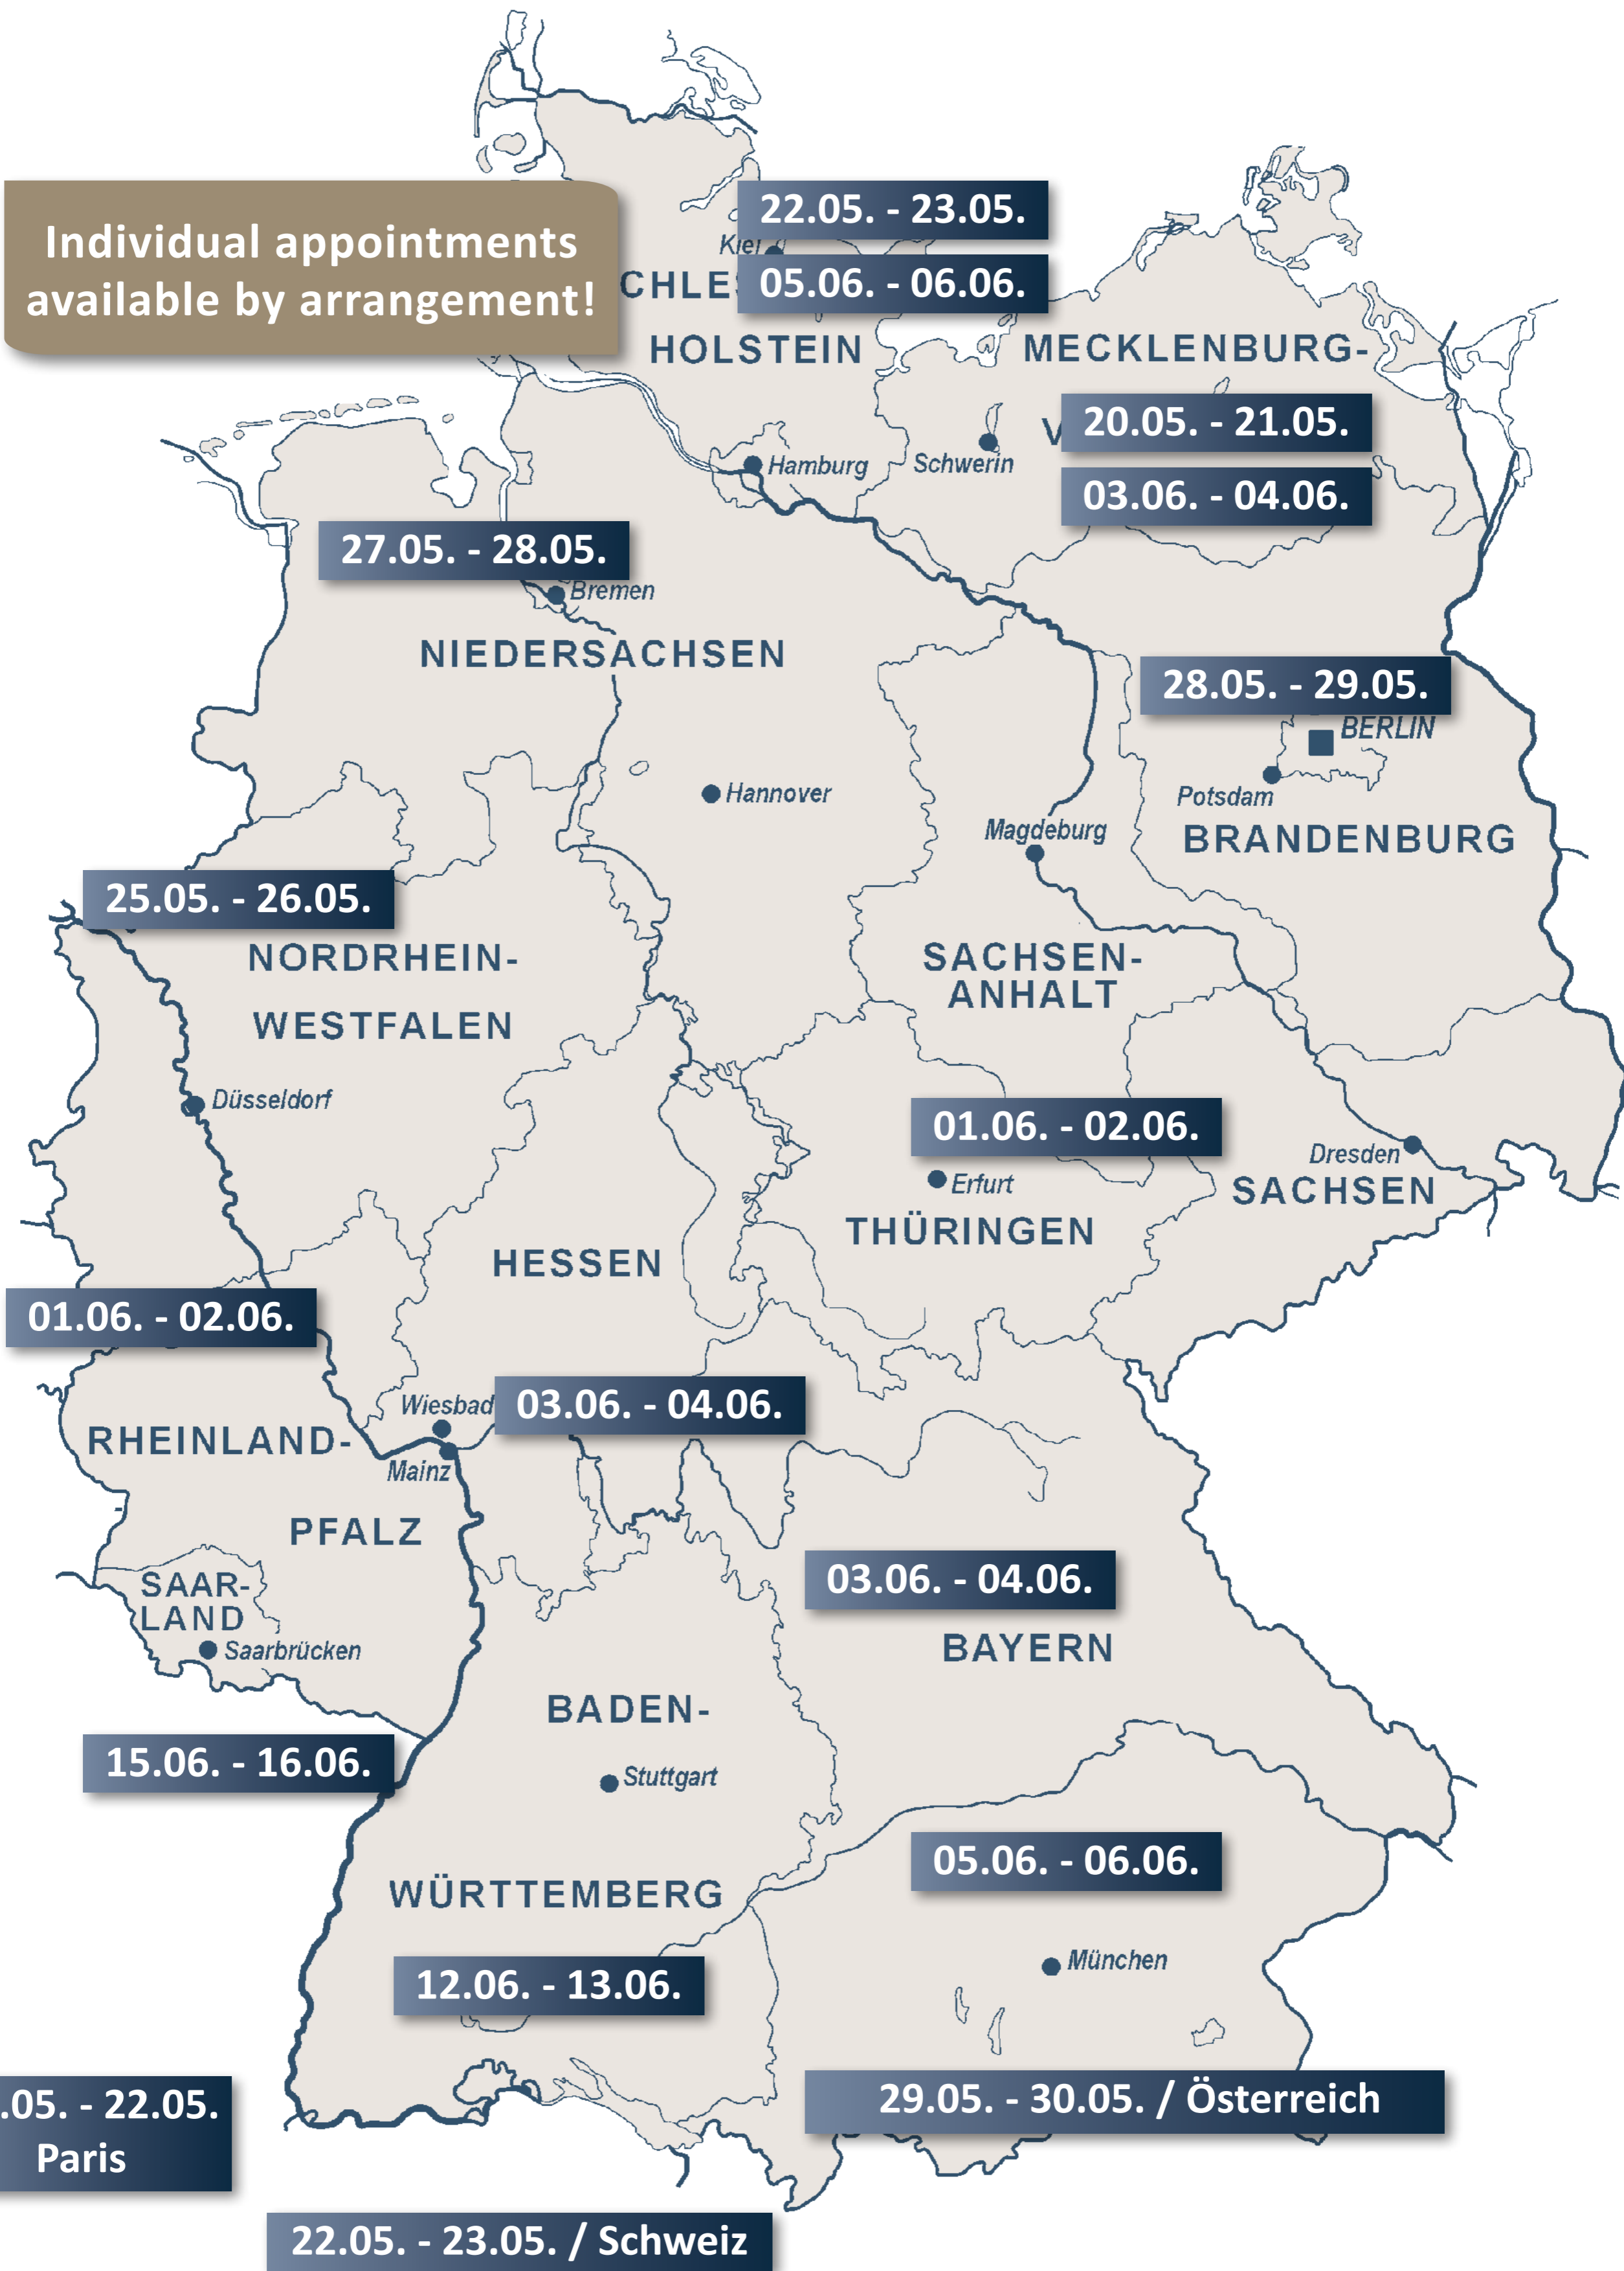 22.05. - 23.05.
Individual appointments
available by arrangement!
Kiel
CHLES
05.06. - 06.06.
HOLSTEIN
MECKLENBURG-
V
20.05. - 21.05.
Hamburg
Schwerin
03.06. - 04.06.
27.05. - 28.05.
Bremen
NIEDERSACHSEN
28.05. - 29.05.
BERLIN
Hannover
Potsdam
Magdeburg
BRANDENBURG
25.05. - 26.05.
NORDRHEIN-
WESTFALEN
SACHSEN-
ANHALT
Düsseldorf
01.06. - 02.06.
Dresden
Erfurt
SACHSEN
THÜRINGEN
HESSEN
01.06. - 02.06.
Wiesbad
03.06. - 04.06.
RHEINLAND-
Mainz
PFALZ
03.06. - 04.06.
SAAR-
LAND
Saarbrücken
BAYERN
BADEN-
15.06. - 16.06.
Stuttgart
05.06. - 06.06.
WÜRTTEMBERG
München
12.06. - 13.06.
.05. - 22.05.
Paris
29.05. - 30.05. / Österreich
22.05. - 23.05. / Schweiz